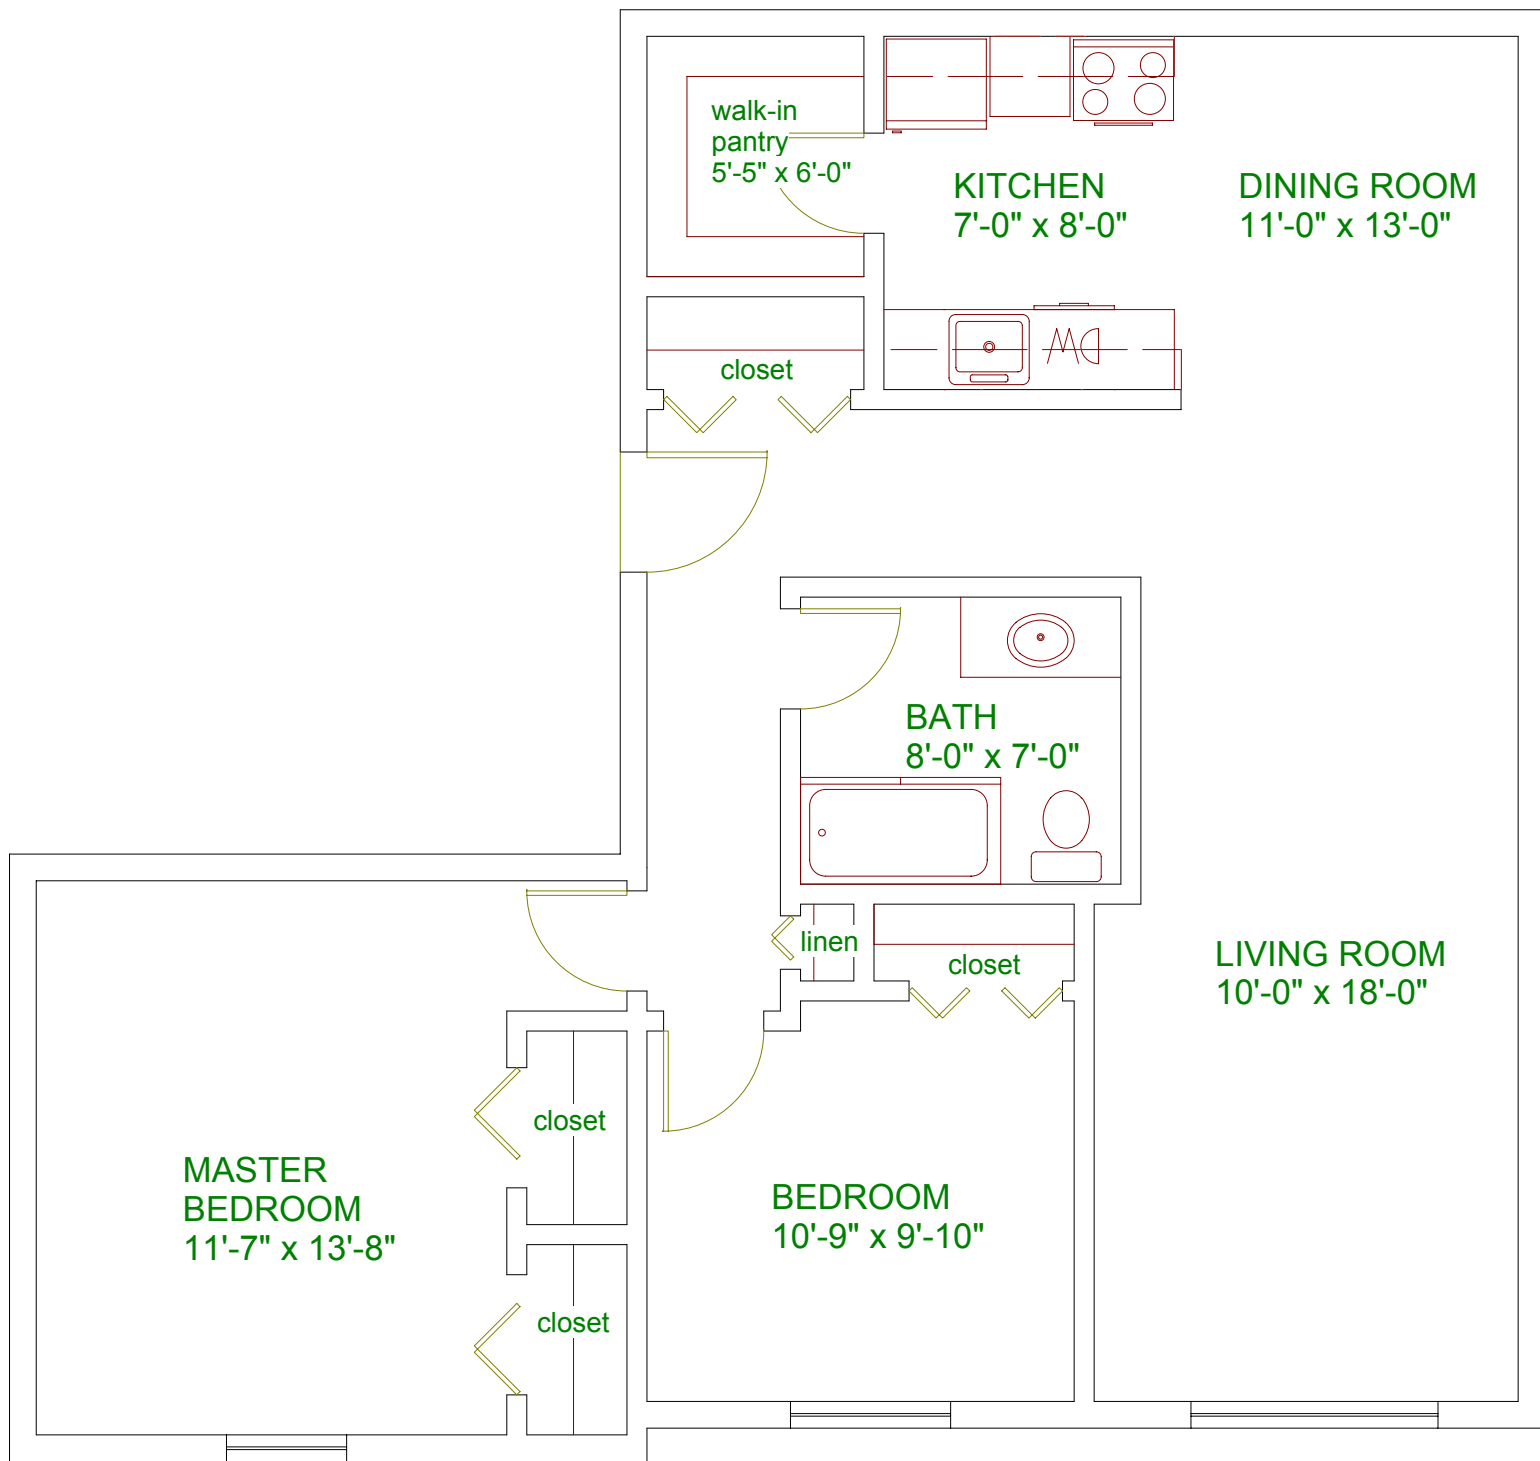 walk-in
pantry
5'-5" x 6'-0"
KITCHEN
7'-0" x 8'-0"
DINING ROOM
11'-0" x 13'-0"
closet
DW
BATH
8'-0" x 7'-0"
linen
closet
LIVING ROOM
10'-0" x 18'-0"
closet
MASTER
BEDROOM
11'-7" x 13'-8"
BEDROOM
10'-9" x 9'-10"
closet